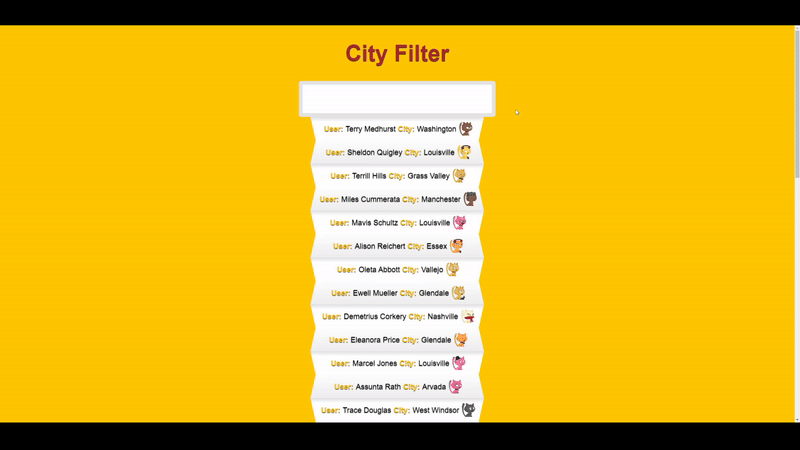 City Filter
User: Terry Medhurst City: Washington
User: Sheldon Quigley City: Louisville
User: Terrill Hills City: Grass Valley
User: Miles Cummerata City: Manchester
User: Mavis Schultz City: Louisville
User: Alison Reichert City: Essex
User: Oleta Abbott City: Vallejo
User: Ewell Mueller City: Glendale
User: Demetrius Corkery City: Nashville
User: Eleanora Price City: Glendale
User: Marcel Jones City: Louisville
User: Assunta Rath City: Arvada
User: Trace Douglas City: West Windsor